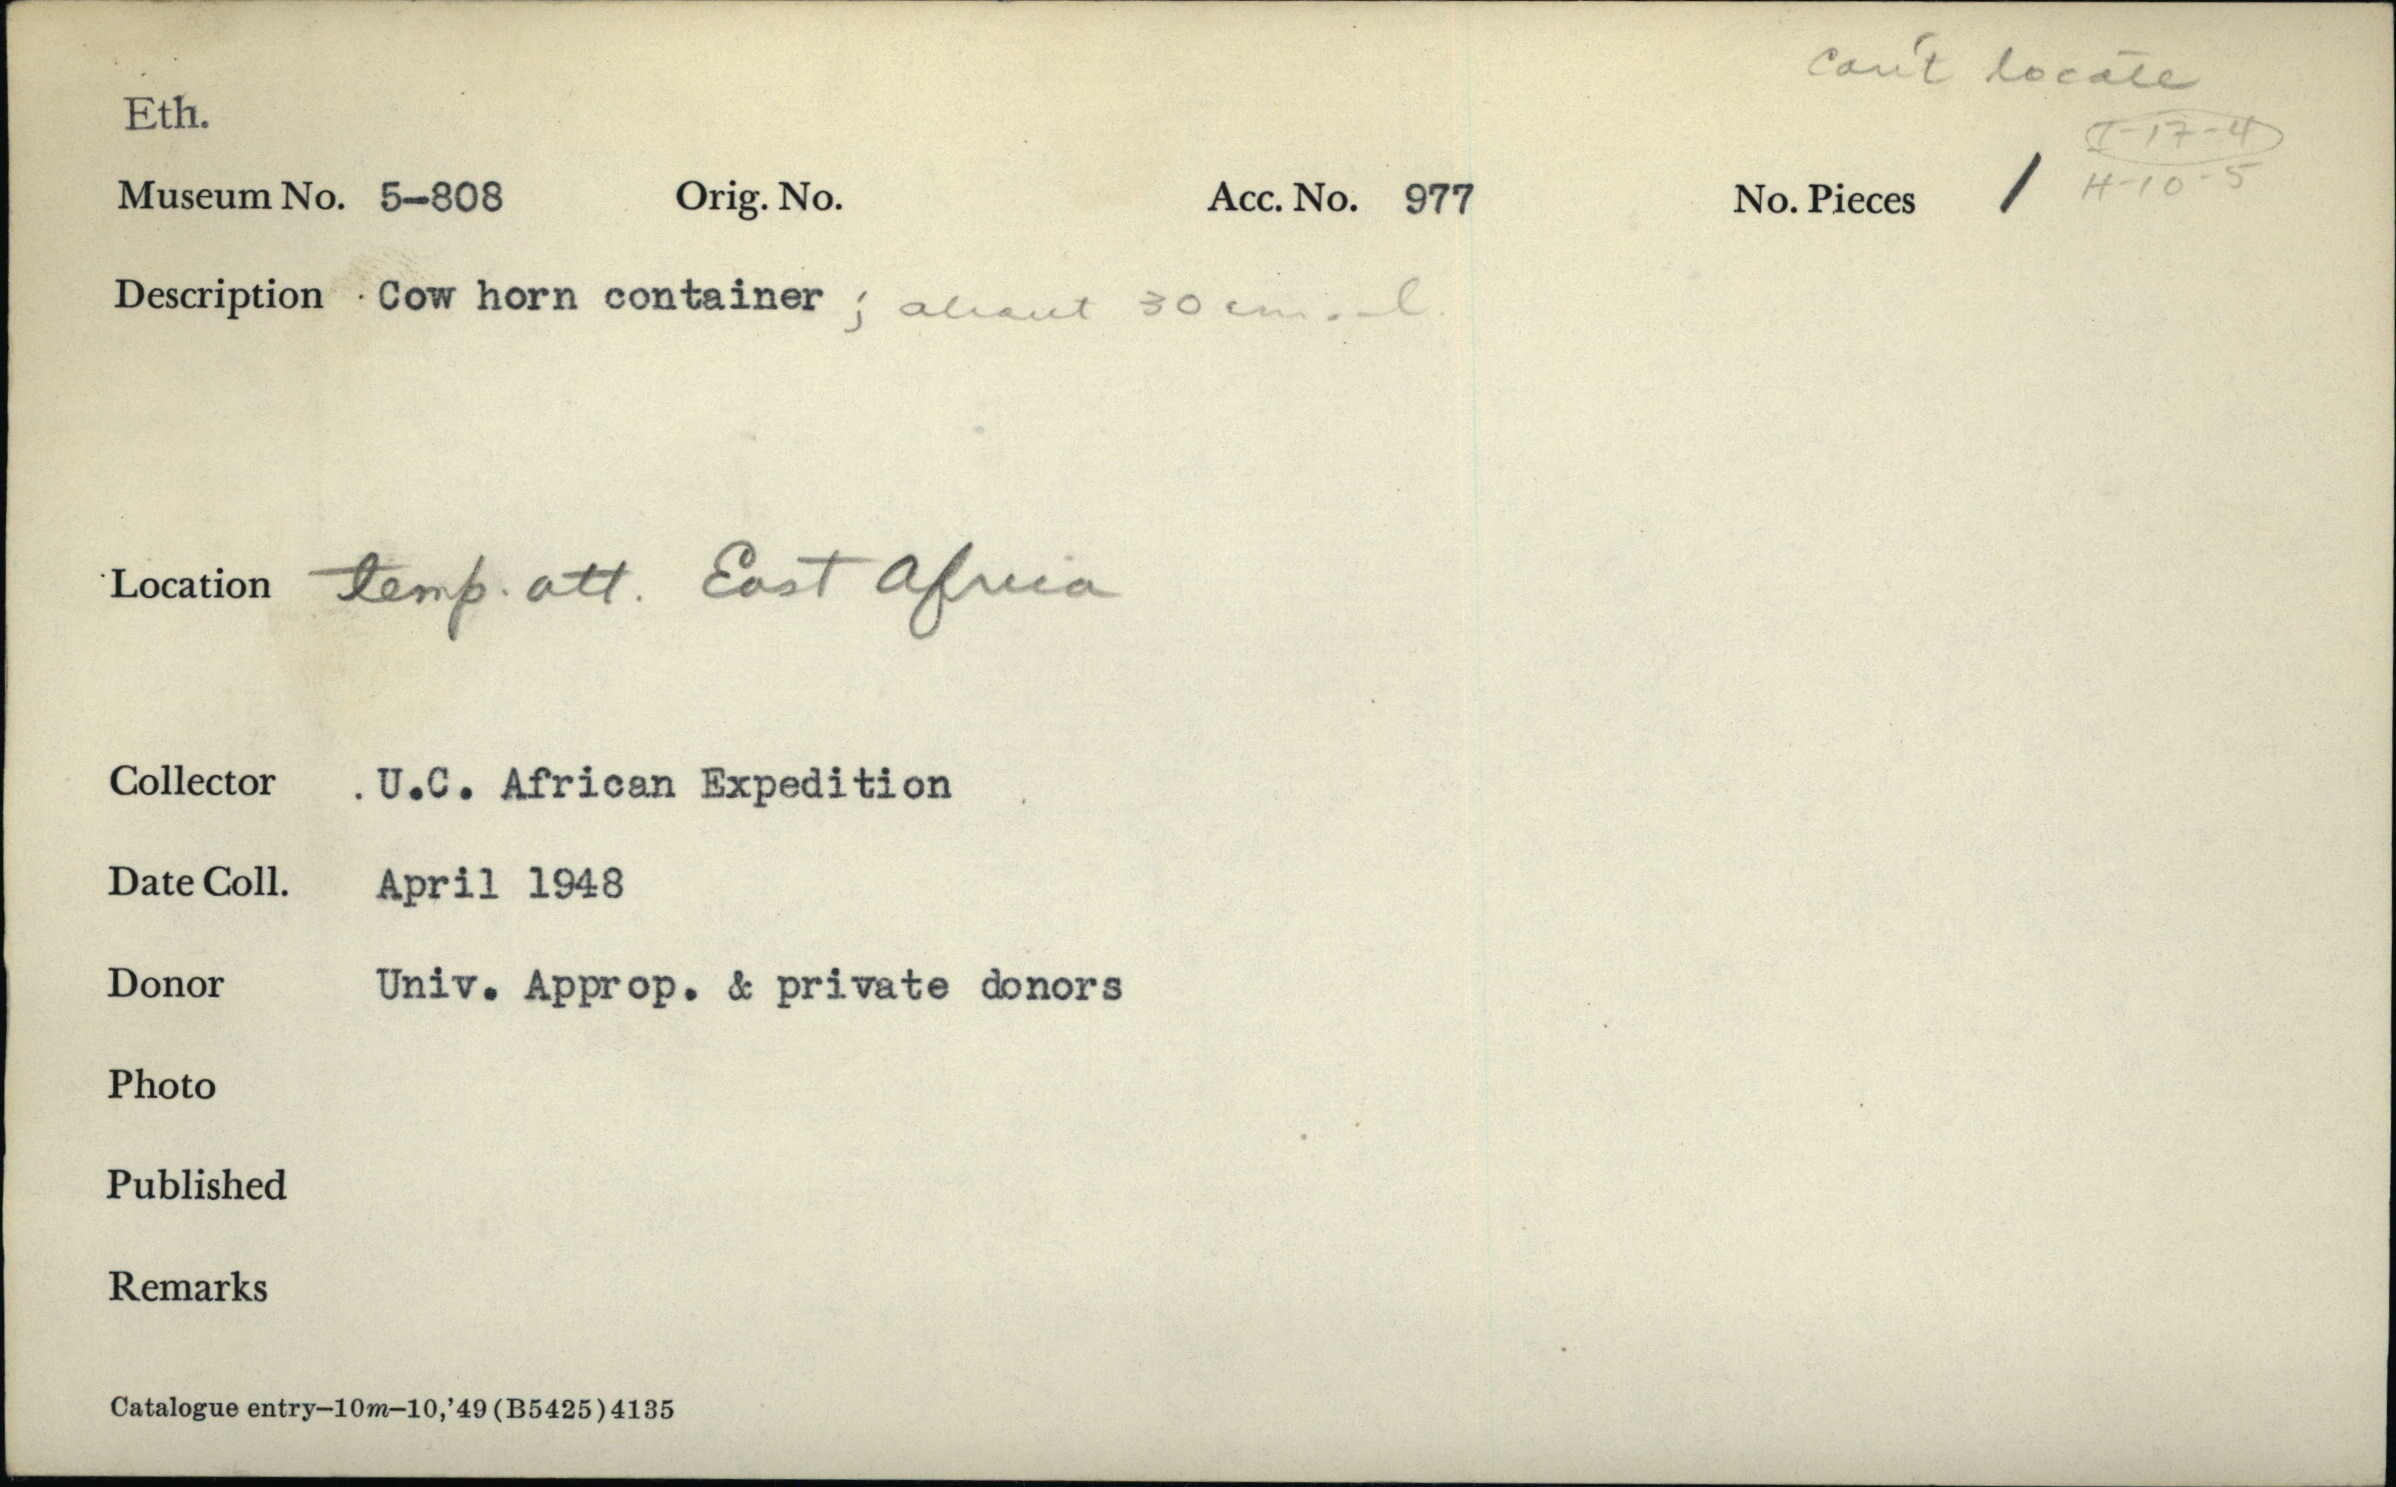 can't locate
Eth.
I-17-4
Museum No. 5-808 Orig. No. Acc. No. 977 No. Pieces 1 H-10-5
Description Cow horn container ; about 30 cm. l.
Location temp. att. East Africa
Collector . U.C. African Expedition
Date Coll. April 1948
Donor Univ. Approp. & private donors
Photo
Published
Remarks
Catalogue entry–10m–10,'49 (B5425) 4135